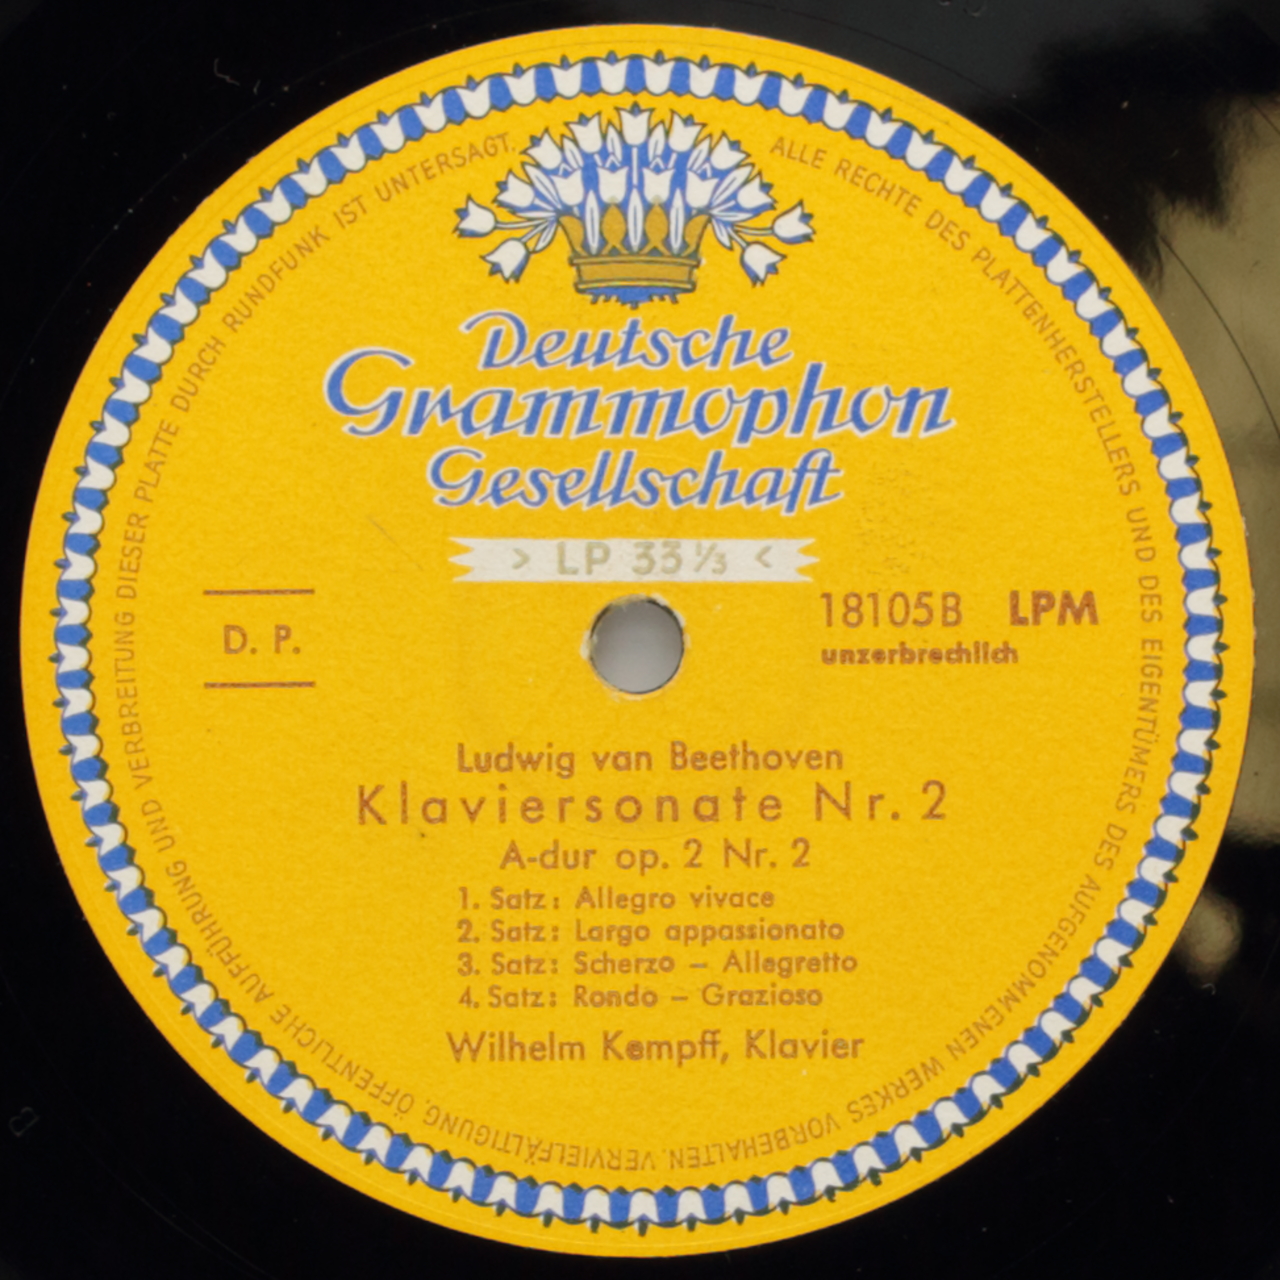 ALLE RECHTE DES PLATTENHERSTELLERS UND DES EIGENTÜMERS DES AUFGENOMMENEN WERKES VORBEHALTEN. VERVIELFÄLTIGUNG, ÖFFENTLICHE AUFFÜHRUNG UND VERBREITUNG DIESER PLATTE DURCH RUNDFUNK IST UNTERSAGT.
Deutsche
Grammophon
Gesellschaft
> LP 33⅓ <
D. P.
18105B LPM
unzerbrechlich
Ludwig van Beethoven
Klaviersonate Nr. 2
A-dur op. 2 Nr. 2
1. Satz: Allegro vivace
2. Satz: Largo appassionato
3. Satz: Scherzo – Allegretto
4. Satz: Rondo – Grazioso
Wilhelm Kempff, Klavier